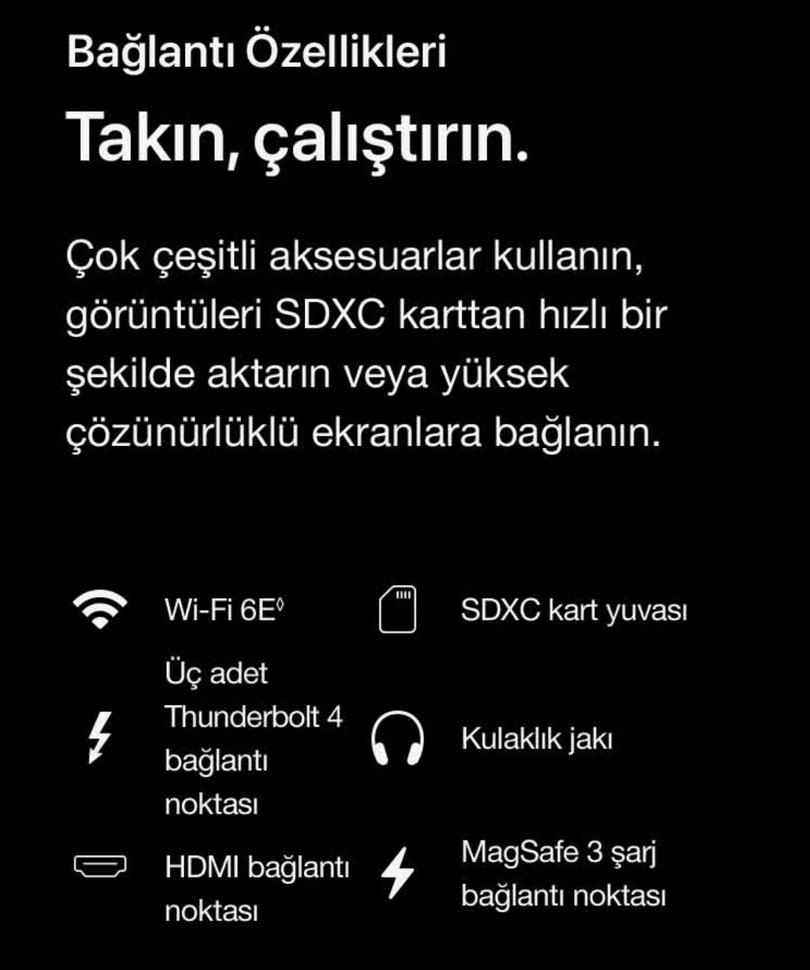 Bağlantı Özellikleri
Takın, çalıştırın.
Çok çeşitli aksesuarlar kullanın,
görüntüleri SDXC karttan hızlı bir
şekilde aktarın veya yüksek
çözünürlüklü ekranlara bağlanın.
Wi-Fi 6E◊
SDXC kart yuvası
Üç adet
Thunderbolt 4
bağlantı
noktası
Kulaklık jakı
HDMI bağlantı
noktası
MagSafe 3 şarj
bağlantı noktası